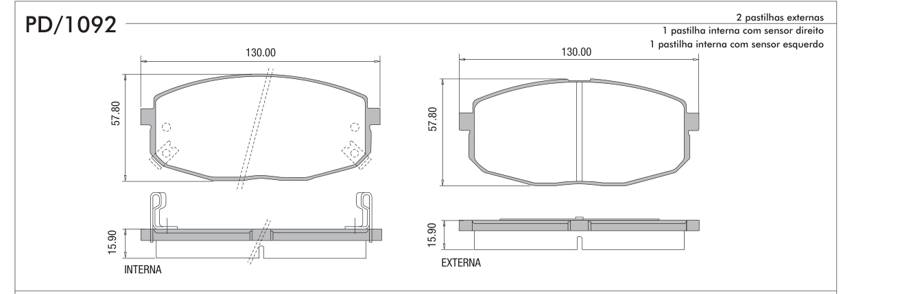 PD/1092
2 pastilhas externas
1 pastilha interna com sensor direito
1 pastilha interna com sensor esquerdo
130.00
57.80
15.90
INTERNA
130.00
57.80
15.90
EXTERNA